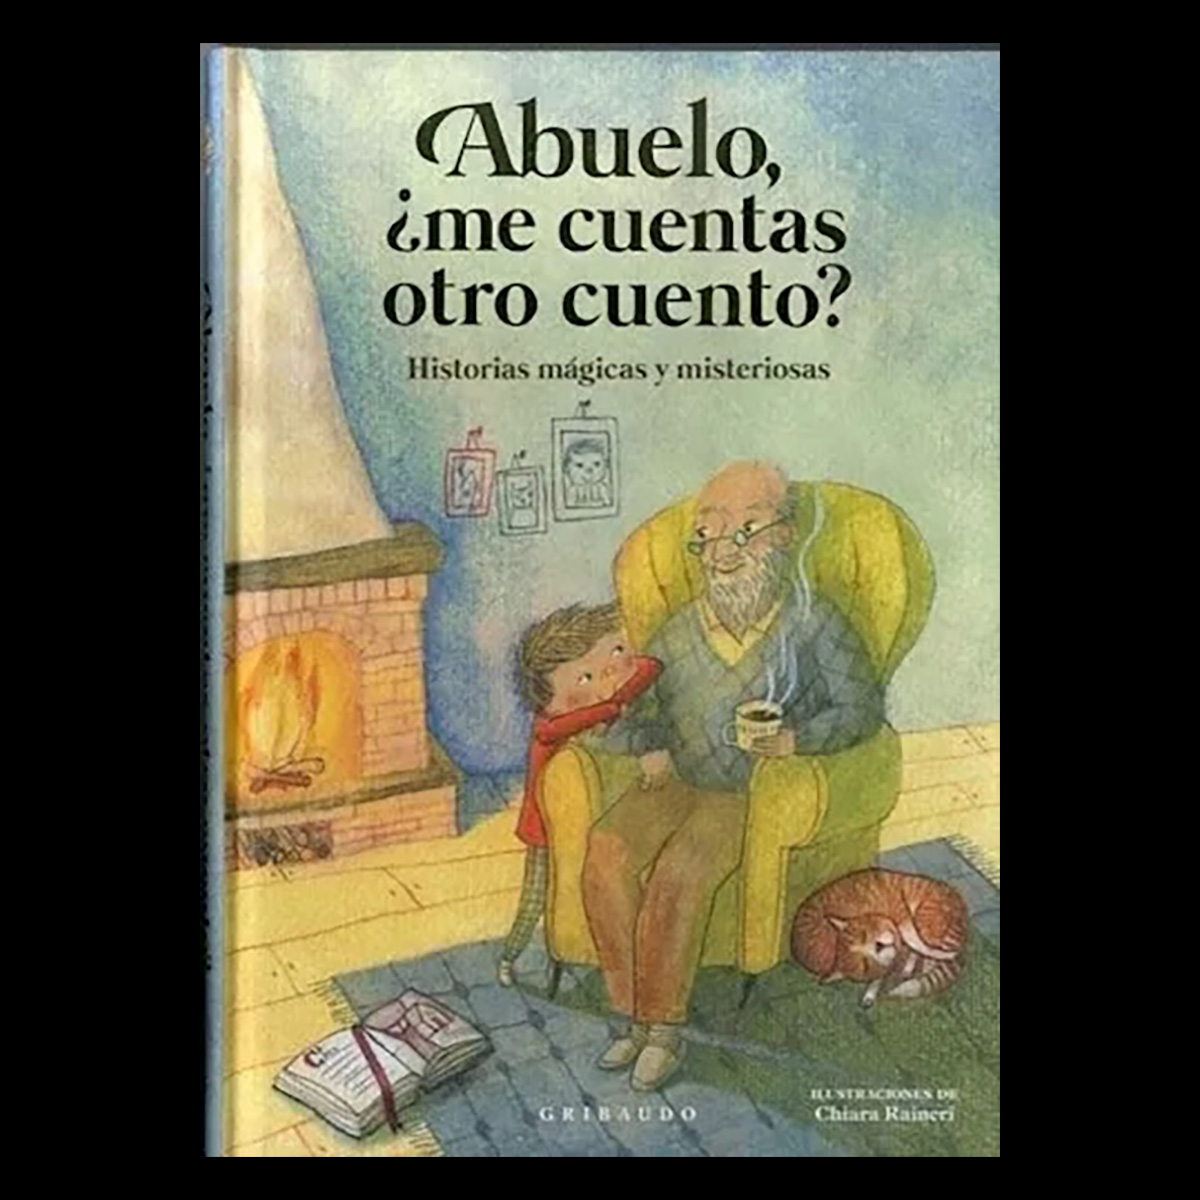 Abuelo,
¿me cuentas
otro cuento?
Historias mágicas y misteriosas
GRIBAUDO
ILUSTRACIONES DE
Chiara Raineri